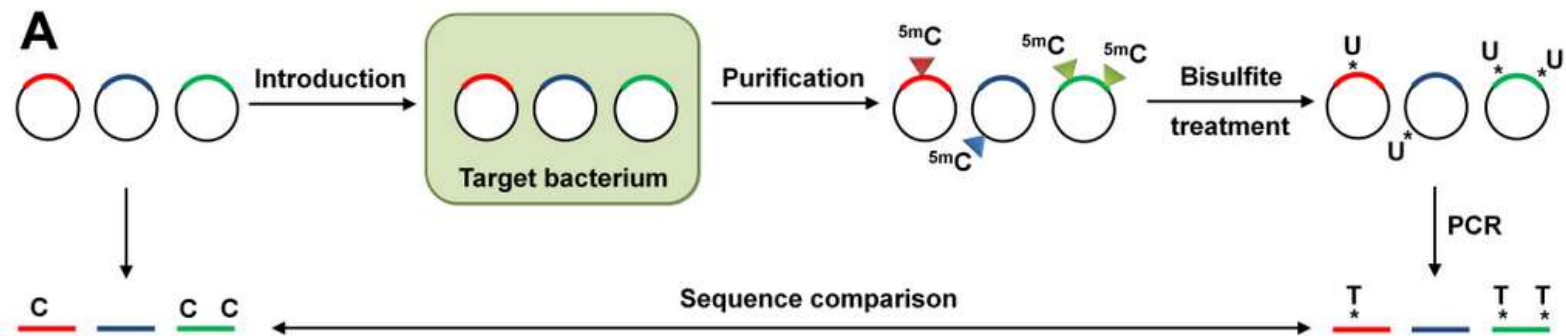 A
Introduction
Target bacterium
Purification
5mC
5mC
5mC
5mC
Bisulfite
treatment
U
*
U
*
*
U
U
*
PCR
C
C C
Sequence comparison
T
*
T T
* *